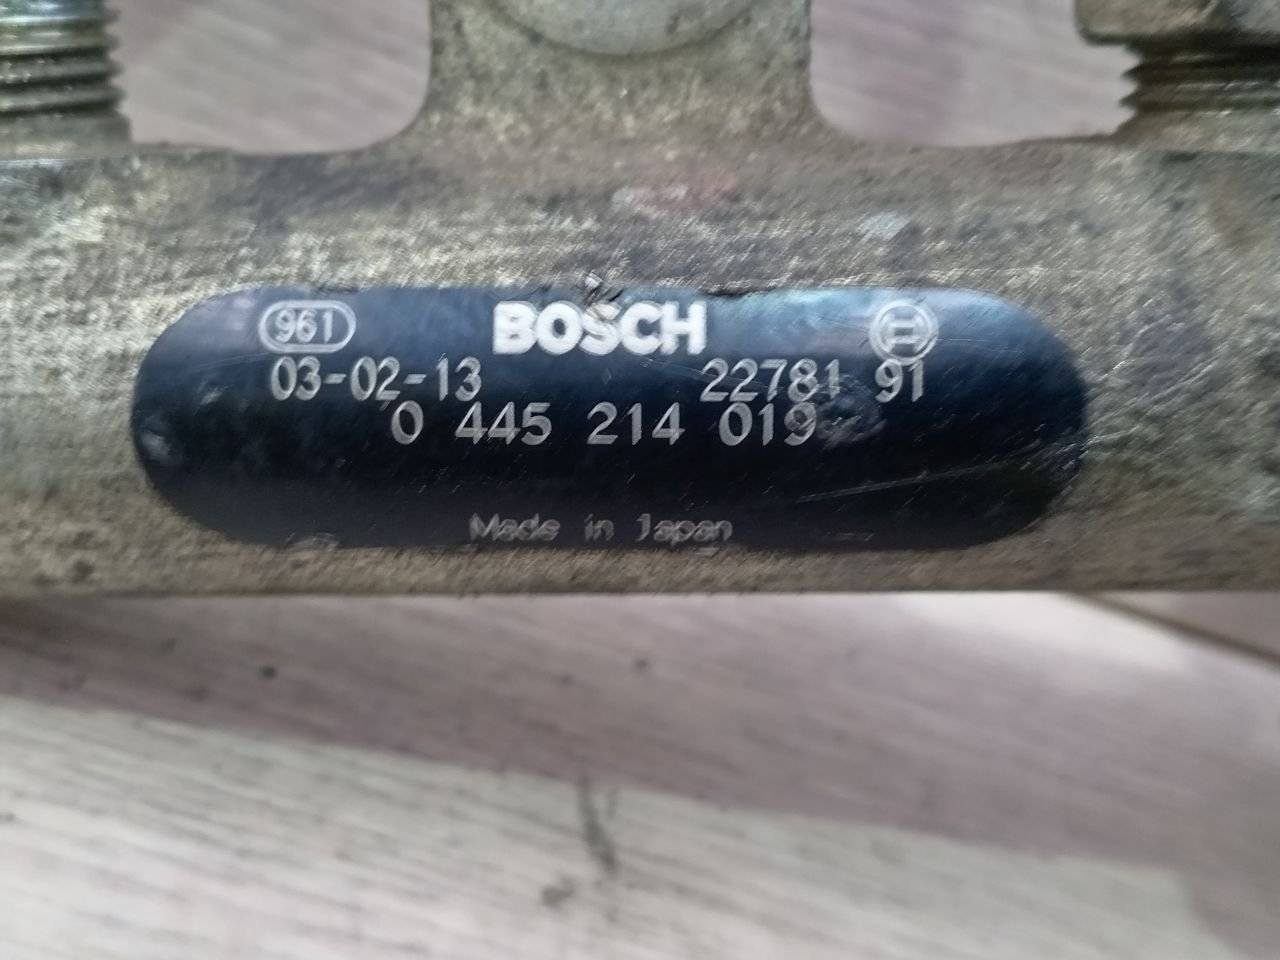 961 BOSCH
03-02-13 22781 91
0 445 214 019
Made in Japan